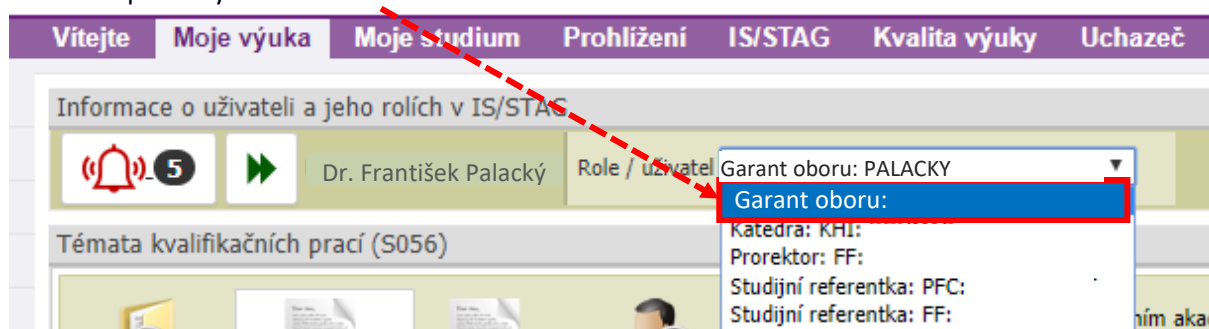 Vítejte Moje výuka Moje studium Prohlížení IS/STAG Kvalita výuky Uchazeč
Informace o uživateli a jeho rolích v IS/STAG
5 Dr. František Palacký Role / uživatel Garant oboru: PALACKY
Garant oboru:
Katedra: KHI:
Prorektor: FF:
Témata kvalifikačních prací (S056)
Studijní referentka: PFC:
Studijní referentka: FF: